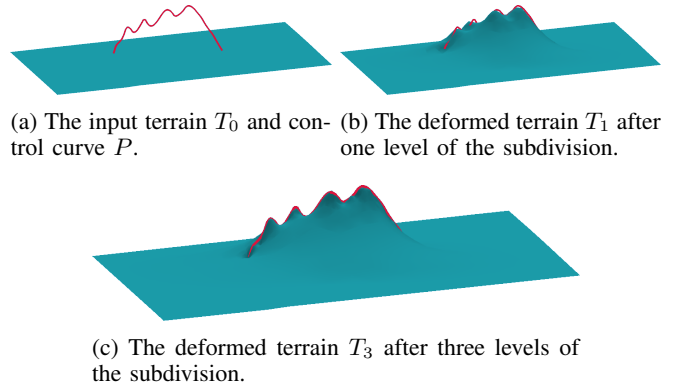 (a) The input terrain T₀ and con-
trol curve P.
(b) The deformed terrain T₁ after
one level of the subdivision.
(c) The deformed terrain T₃ after three levels of
the subdivision.